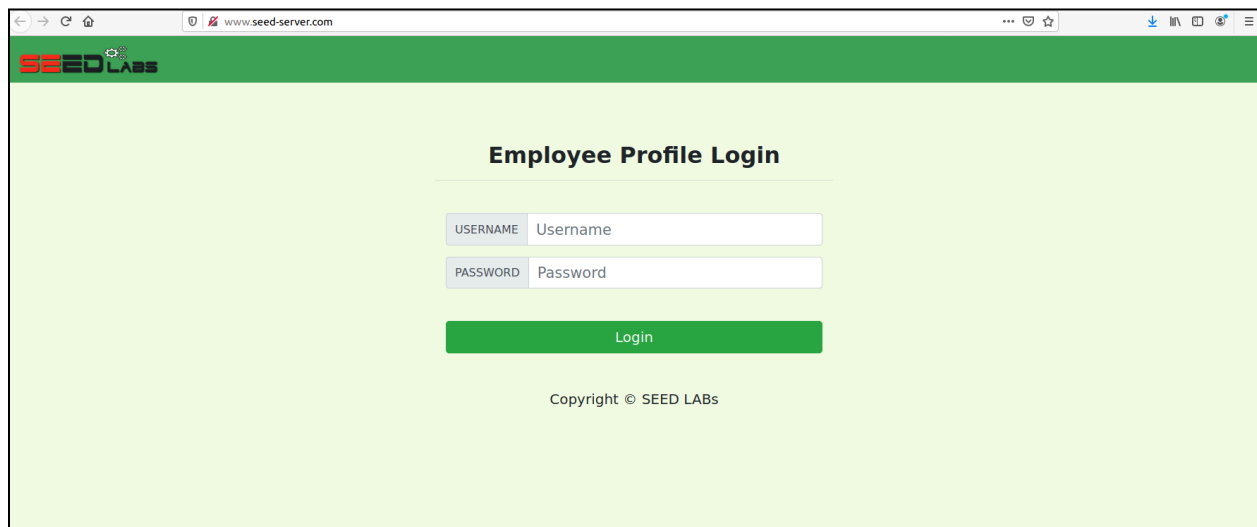 www.seed-server.com
SEED LABS
Employee Profile Login
USERNAME Username
PASSWORD Password
Login
Copyright © SEED LABs